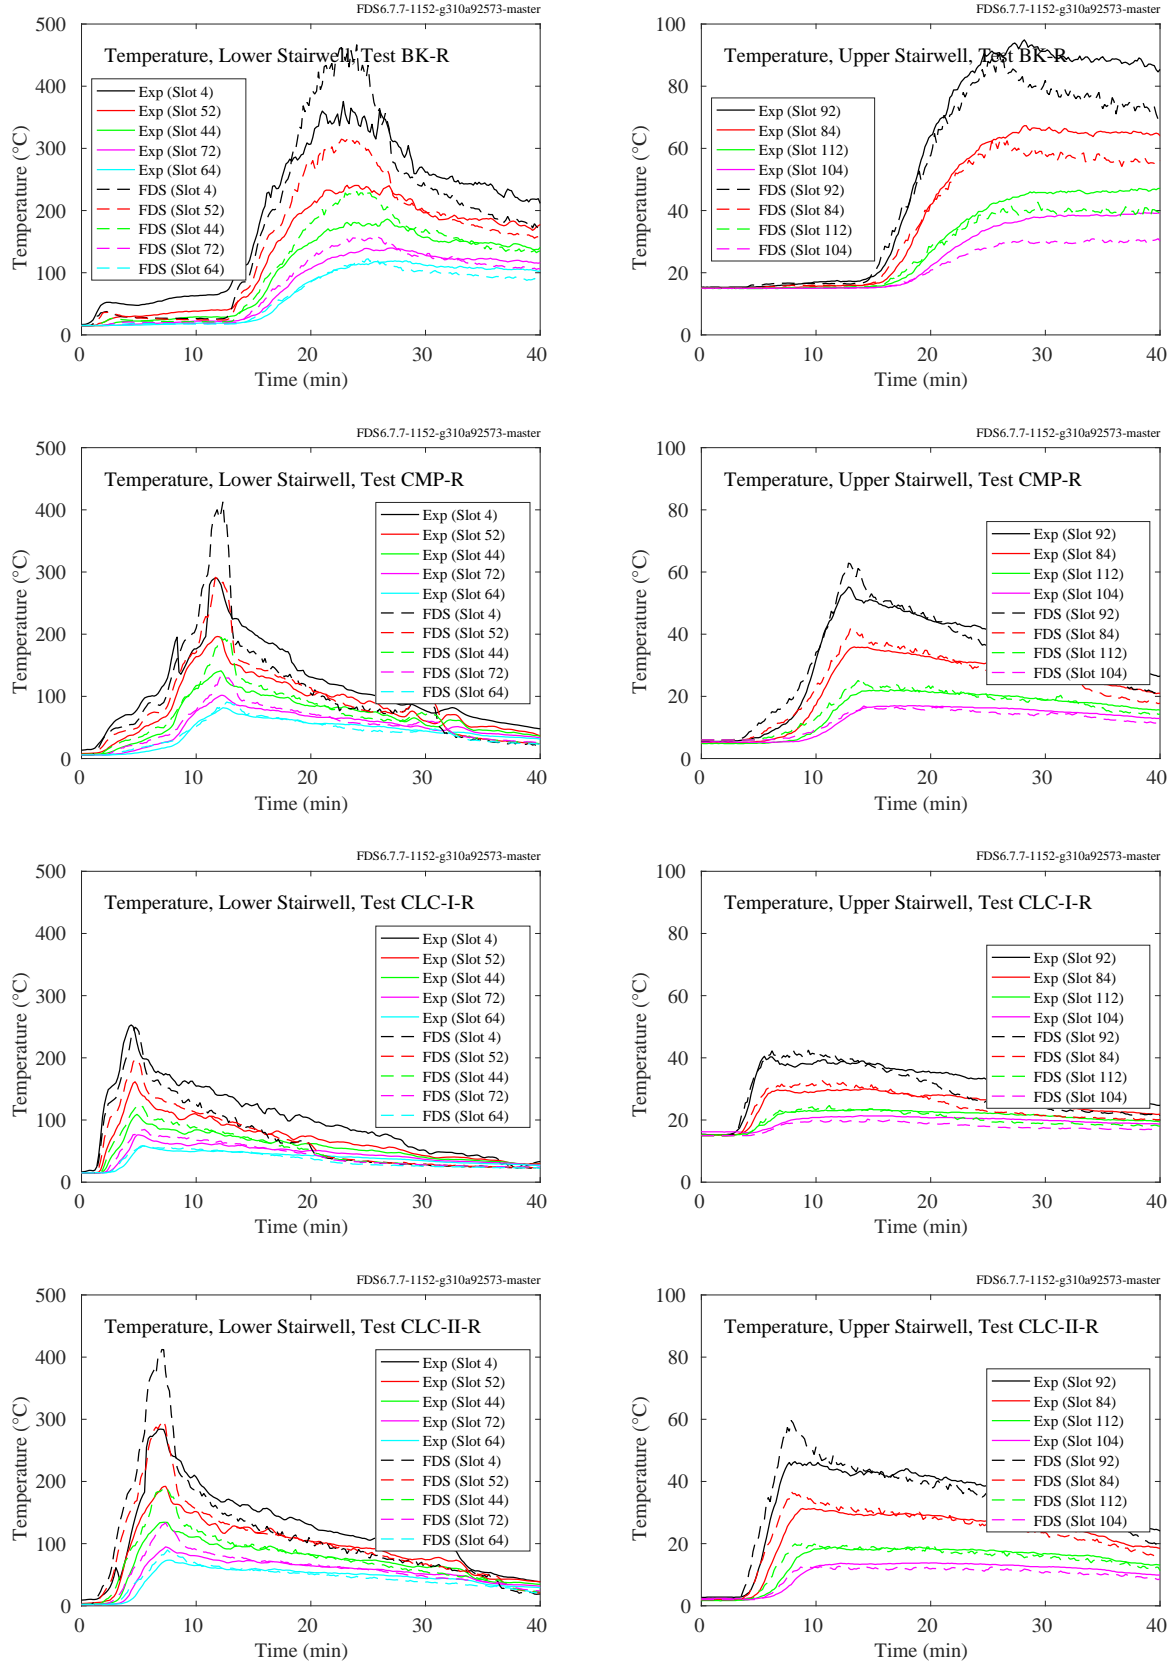 FDS6.7.7-1152-g310a92573-master
Temperature, Lower Stairwell, Test BK-R
Temperature (°C)
500
400
300
200
100
0
Exp (Slot 4)
Exp (Slot 52)
Exp (Slot 44)
Exp (Slot 72)
Exp (Slot 64)
FDS (Slot 4)
FDS (Slot 52)
FDS (Slot 44)
FDS (Slot 72)
FDS (Slot 64)
0 10 20 30 40
Time (min)
FDS6.7.7-1152-g310a92573-master
Temperature, Upper Stairwell, Test BK-R
Temperature (°C)
100
80
60
40
20
0
Exp (Slot 92)
Exp (Slot 84)
Exp (Slot 112)
Exp (Slot 104)
FDS (Slot 92)
FDS (Slot 84)
FDS (Slot 112)
FDS (Slot 104)
0 10 20 30 40
Time (min)
FDS6.7.7-1152-g310a92573-master
Temperature, Lower Stairwell, Test CMP-R
Temperature (°C)
500
400
300
200
100
0
Exp (Slot 4)
Exp (Slot 52)
Exp (Slot 44)
Exp (Slot 72)
Exp (Slot 64)
FDS (Slot 4)
FDS (Slot 52)
FDS (Slot 44)
FDS (Slot 72)
FDS (Slot 64)
0 10 20 30 40
Time (min)
FDS6.7.7-1152-g310a92573-master
Temperature, Upper Stairwell, Test CMP-R
Temperature (°C)
100
80
60
40
20
0
Exp (Slot 92)
Exp (Slot 84)
Exp (Slot 112)
Exp (Slot 104)
FDS (Slot 92)
FDS (Slot 84)
FDS (Slot 112)
FDS (Slot 104)
0 10 20 30 40
Time (min)
FDS6.7.7-1152-g310a92573-master
Temperature, Lower Stairwell, Test CLC-I-R
Temperature (°C)
500
400
300
200
100
0
Exp (Slot 4)
Exp (Slot 52)
Exp (Slot 44)
Exp (Slot 72)
Exp (Slot 64)
FDS (Slot 4)
FDS (Slot 52)
FDS (Slot 44)
FDS (Slot 72)
FDS (Slot 64)
0 10 20 30 40
Time (min)
FDS6.7.7-1152-g310a92573-master
Temperature, Upper Stairwell, Test CLC-I-R
Temperature (°C)
100
80
60
40
20
0
Exp (Slot 92)
Exp (Slot 84)
Exp (Slot 112)
Exp (Slot 104)
FDS (Slot 92)
FDS (Slot 84)
FDS (Slot 112)
FDS (Slot 104)
0 10 20 30 40
Time (min)
FDS6.7.7-1152-g310a92573-master
Temperature, Lower Stairwell, Test CLC-II-R
Temperature (°C)
500
400
300
200
100
0
Exp (Slot 4)
Exp (Slot 52)
Exp (Slot 44)
Exp (Slot 72)
Exp (Slot 64)
FDS (Slot 4)
FDS (Slot 52)
FDS (Slot 44)
FDS (Slot 72)
FDS (Slot 64)
0 10 20 30 40
Time (min)
FDS6.7.7-1152-g310a92573-master
Temperature, Upper Stairwell, Test CLC-II-R
Temperature (°C)
100
80
60
40
20
0
Exp (Slot 92)
Exp (Slot 84)
Exp (Slot 112)
Exp (Slot 104)
FDS (Slot 92)
FDS (Slot 84)
FDS (Slot 112)
FDS (Slot 104)
0 10 20 30 40
Time (min)